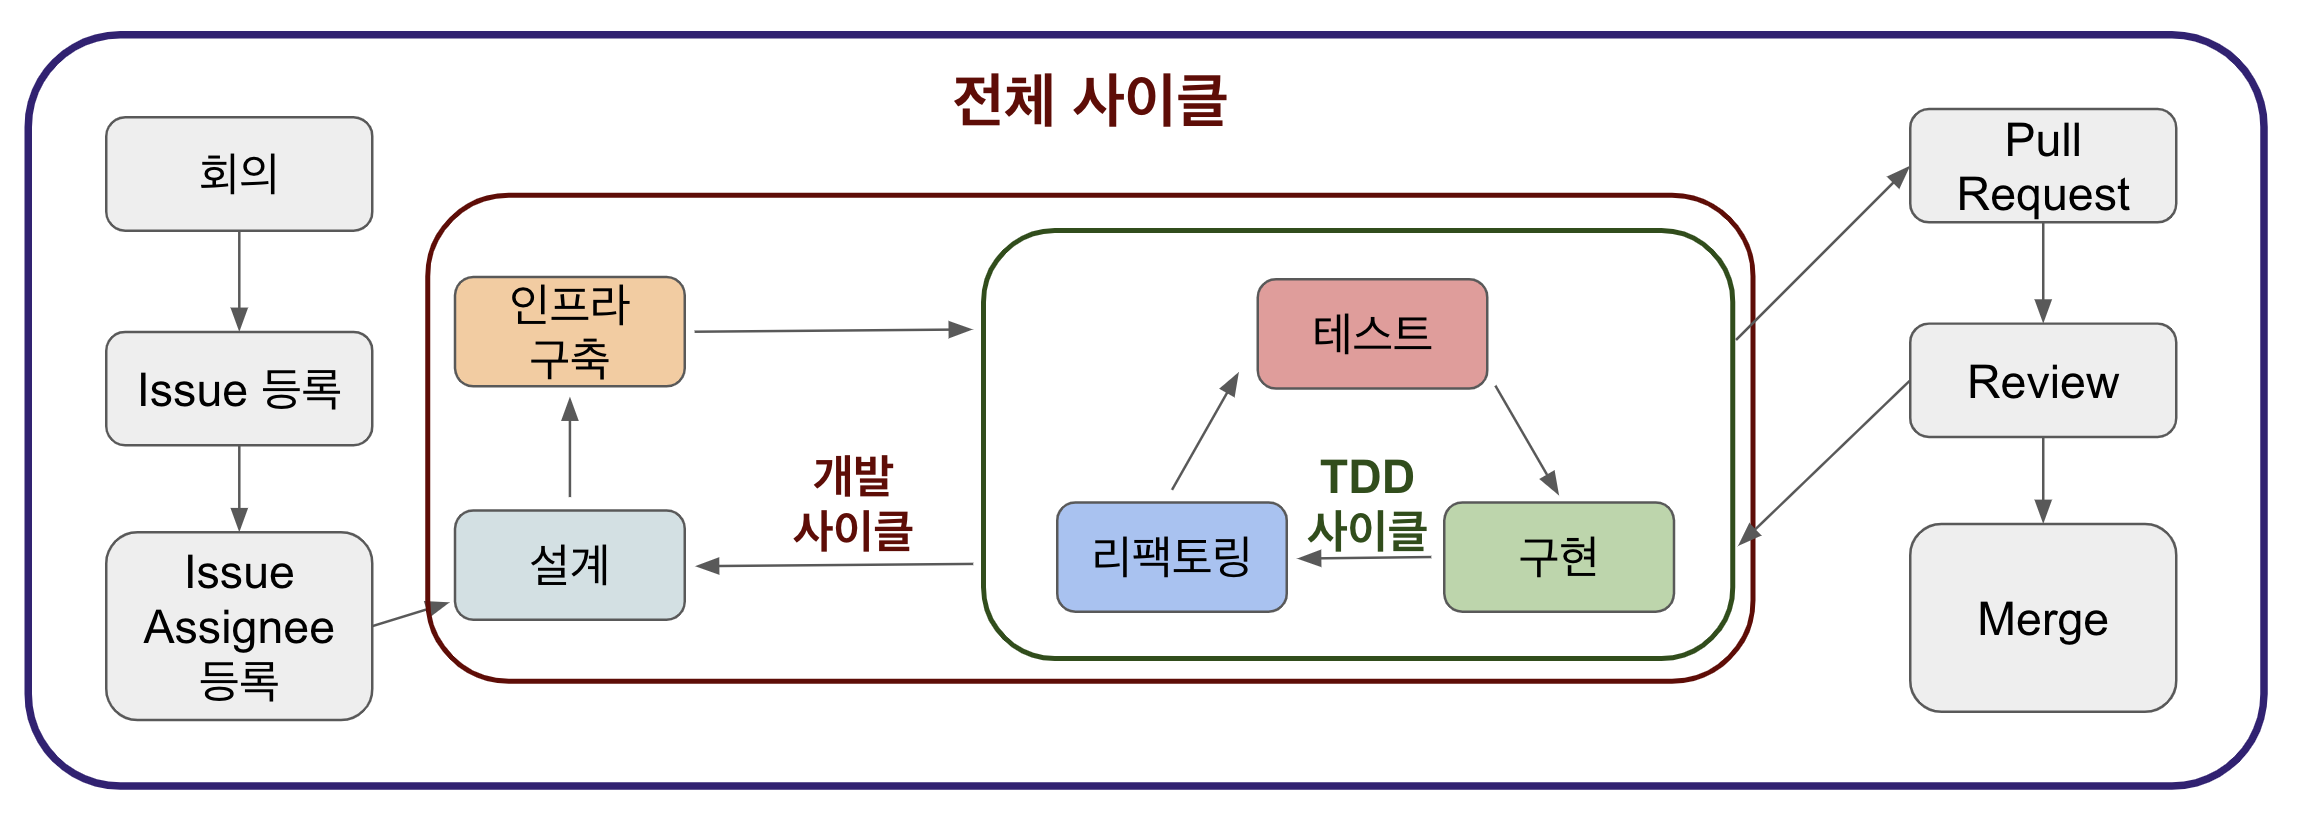 전체 사이클
회의
Issue 등록
Issue
Assignee
등록
인프라
구축
설계
개발
사이클
테스트
TDD
사이클
리팩토링
구현
Pull
Request
Review
Merge